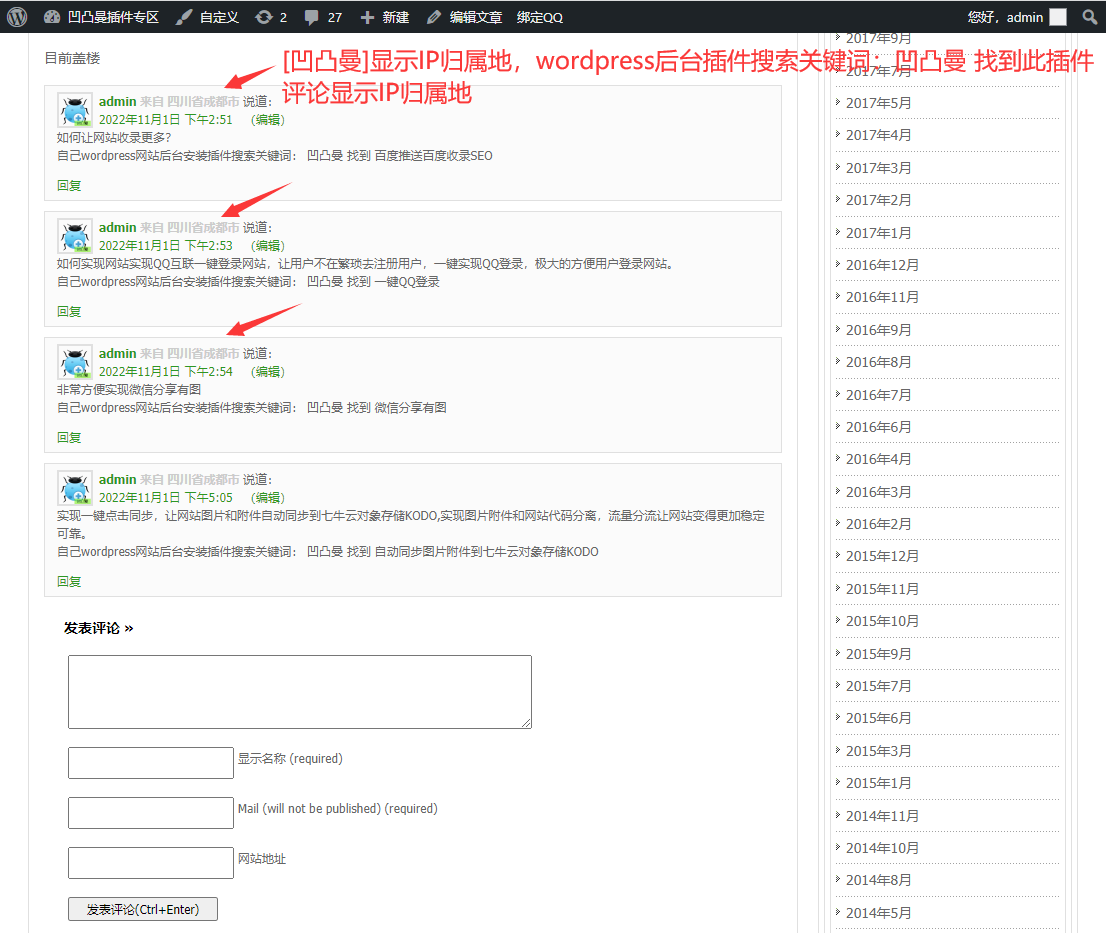 凹凸曼插件专区 自定义 2 27 新建 编辑文章 绑定QQ 您好，admin
目前盖楼
[凹凸曼]显示IP归属地，wordpress后台插件搜索关键词：凹凸曼 找到此插件
评论显示IP归属地
admin 来自 四川省成都市 说道：
2022年11月1日 下午2:51 （编辑）
如何让网站收录更多？
自己wordpress网站后台安装插件搜索关键词： 凹凸曼 找到 百度推送百度收录SEO
回复
admin 来自 四川省成都市 说道：
2022年11月1日 下午2:53 （编辑）
如何实现网站实现QQ互联一键登录网站，让用户不在繁琐去注册用户，一键实现QQ登录，极大的方便用户登录网站。
自己wordpress网站后台安装插件搜索关键词： 凹凸曼 找到 一键QQ登录
回复
admin 来自 四川省成都市 说道：
2022年11月1日 下午2:54 （编辑）
非常方便实现微信分享有图
自己wordpress网站后台安装插件搜索关键词： 凹凸曼 找到 微信分享有图
回复
admin 来自 四川省成都市 说道：
2022年11月1日 下午5:05 （编辑）
实现一键点击同步，让网站图片和附件自动同步到七牛云对象存储KODO,实现图片附件和网站代码分离，流量分流让网站变得更加稳定
可靠。
自己wordpress网站后台安装插件搜索关键词： 凹凸曼 找到 自动同步图片附件到七牛云对象存储KODO
回复
发表评论 »
显示名称 (required)
Mail (will not be published) (required)
网站地址
发表评论(Ctrl+Enter)
2017年9月
2017年7月
2017年5月
2017年4月
2017年3月
2017年2月
2017年1月
2016年12月
2016年11月
2016年9月
2016年8月
2016年7月
2016年6月
2016年4月
2016年3月
2016年2月
2015年12月
2015年11月
2015年10月
2015年9月
2015年7月
2015年6月
2015年3月
2015年1月
2014年11月
2014年10月
2014年8月
2014年5月